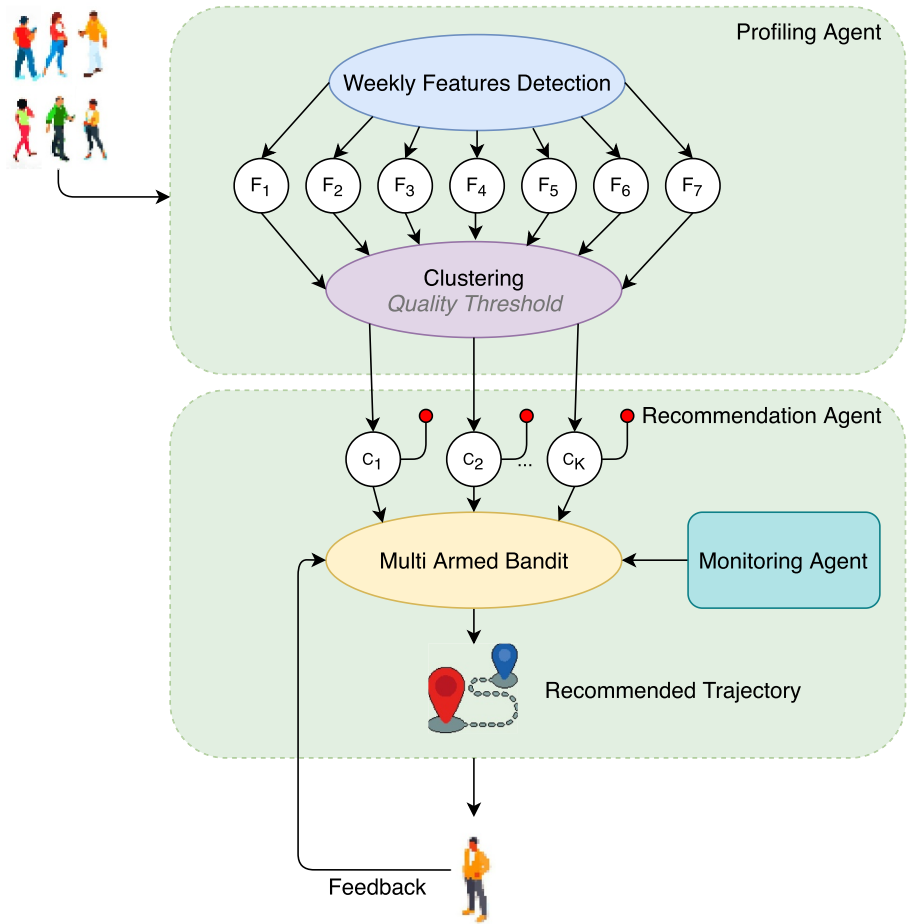 Profiling Agent
Weekly Features Detection
F1 F2 F3 F4 F5 F6 F7
Clustering
Quality Threshold
Recommendation Agent
C1 C2 ... CK
Multi Armed Bandit
Monitoring Agent
Recommended Trajectory
Feedback